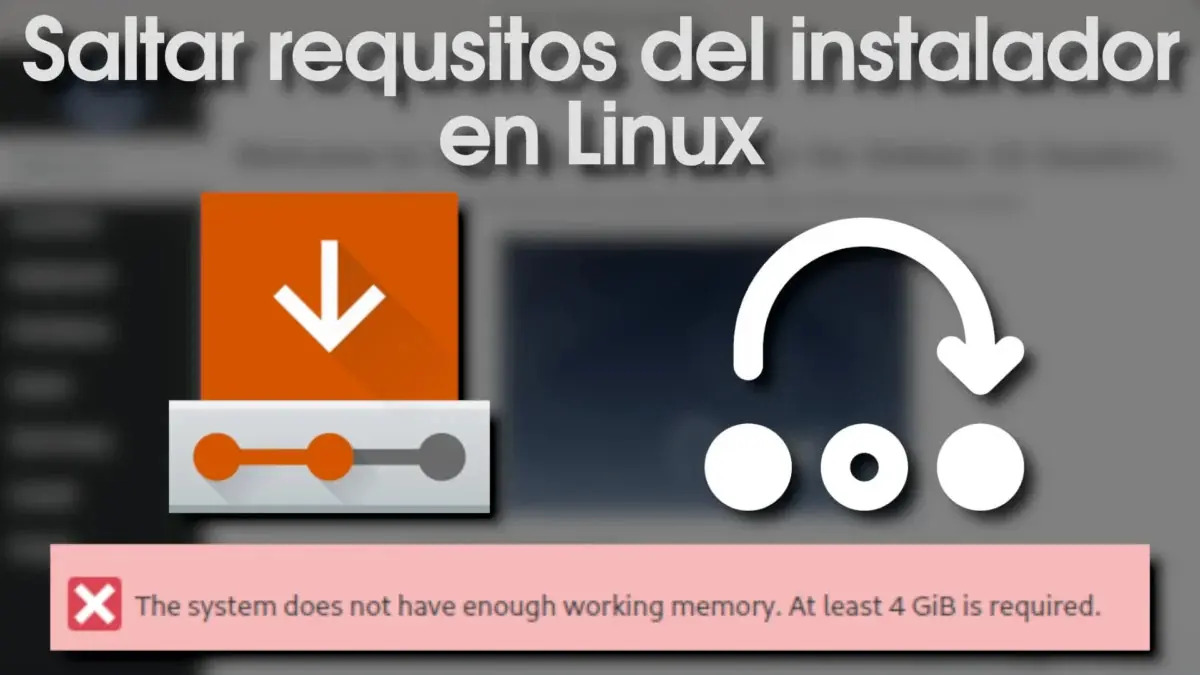 Saltar requsitos del instalador
en Linux
The system does not have enough working memory. At least 4 GiB is required.